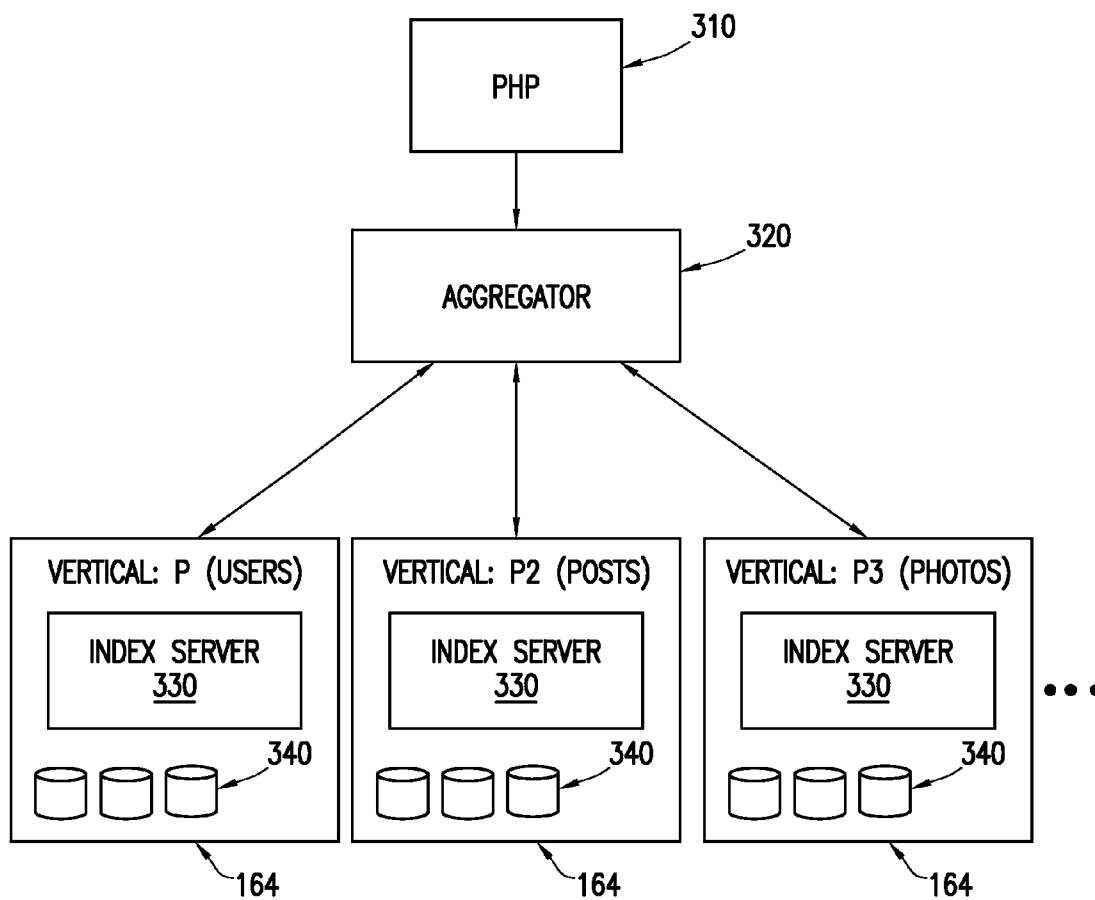 310
PHP
320
AGGREGATOR
VERTICAL: P (USERS)
INDEX SERVER
330
340
164
VERTICAL: P2 (POSTS)
INDEX SERVER
330
340
164
VERTICAL: P3 (PHOTOS)
INDEX SERVER
330
340
164